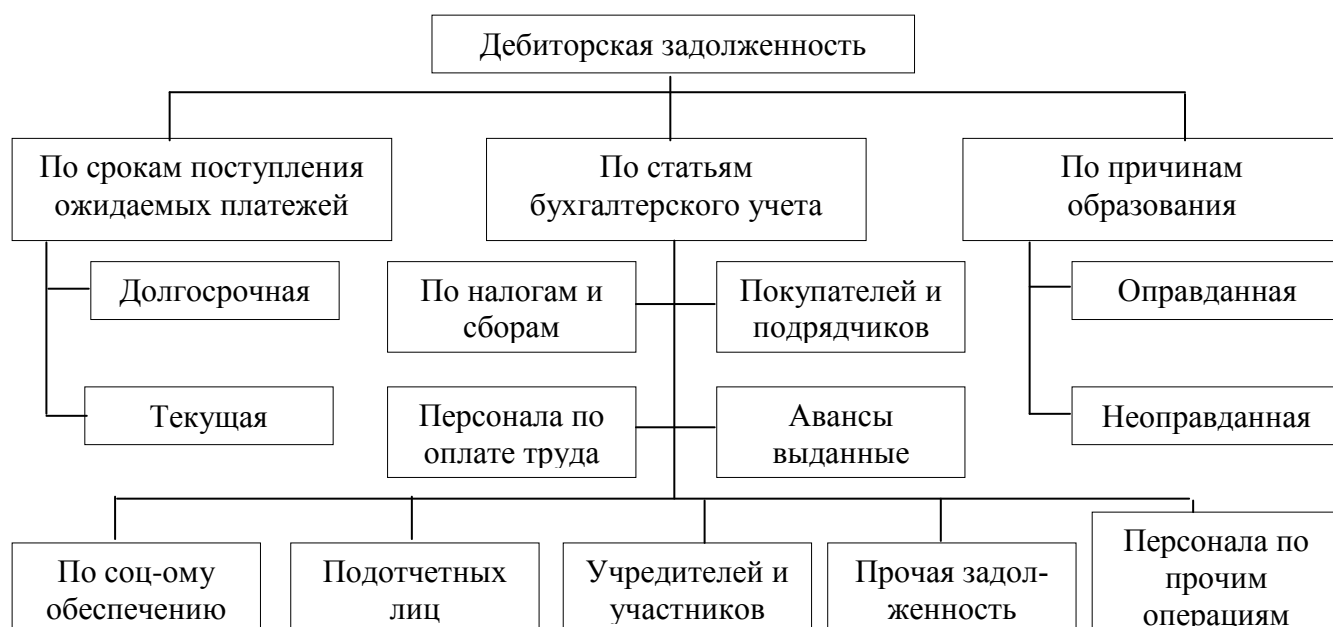 Дебиторская задолженность
По срокам поступления
ожидаемых платежей
По статьям
бухгалтерского учета
По причинам
образования
Долгосрочная
По налогам и
сборам
Покупателей и
подрядчиков
Оправданная
Текущая
Персонала по
оплате труда
Авансы
выданные
Неоправданная
По соц-ому
обеспечению
Подотчетных
лиц
Учредителей и
участников
Прочая задол-
женность
Персонала по
прочим
операциям